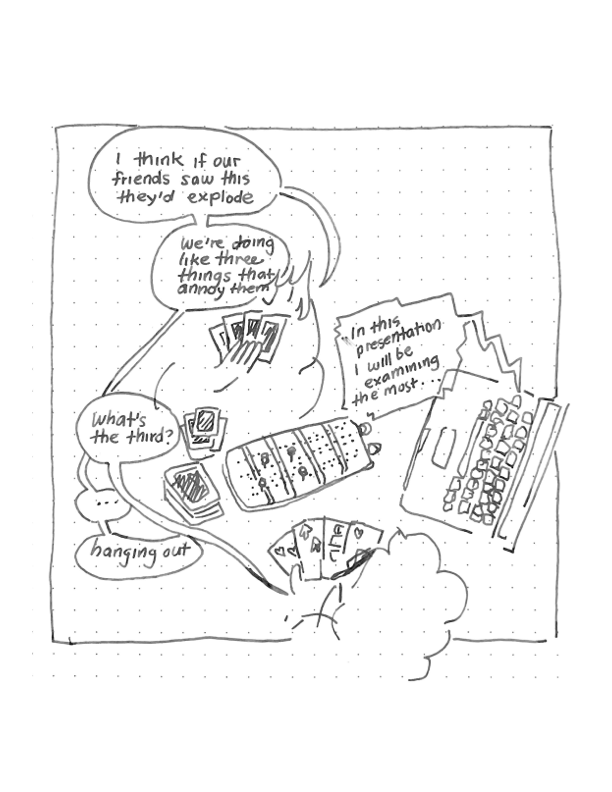 I think if our
friends saw this
they'd explode
we're doing
like three
things that
annoy them
In this
presentation
I will be
examining
the most...
What's
the third?
...
hanging out